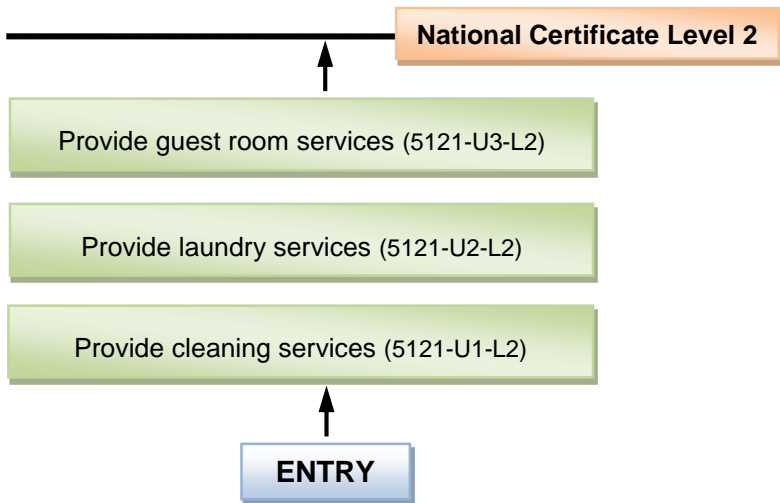 National Certificate Level 2
Provide guest room services (5121-U3-L2)
Provide laundry services (5121-U2-L2)
Provide cleaning services (5121-U1-L2)
ENTRY